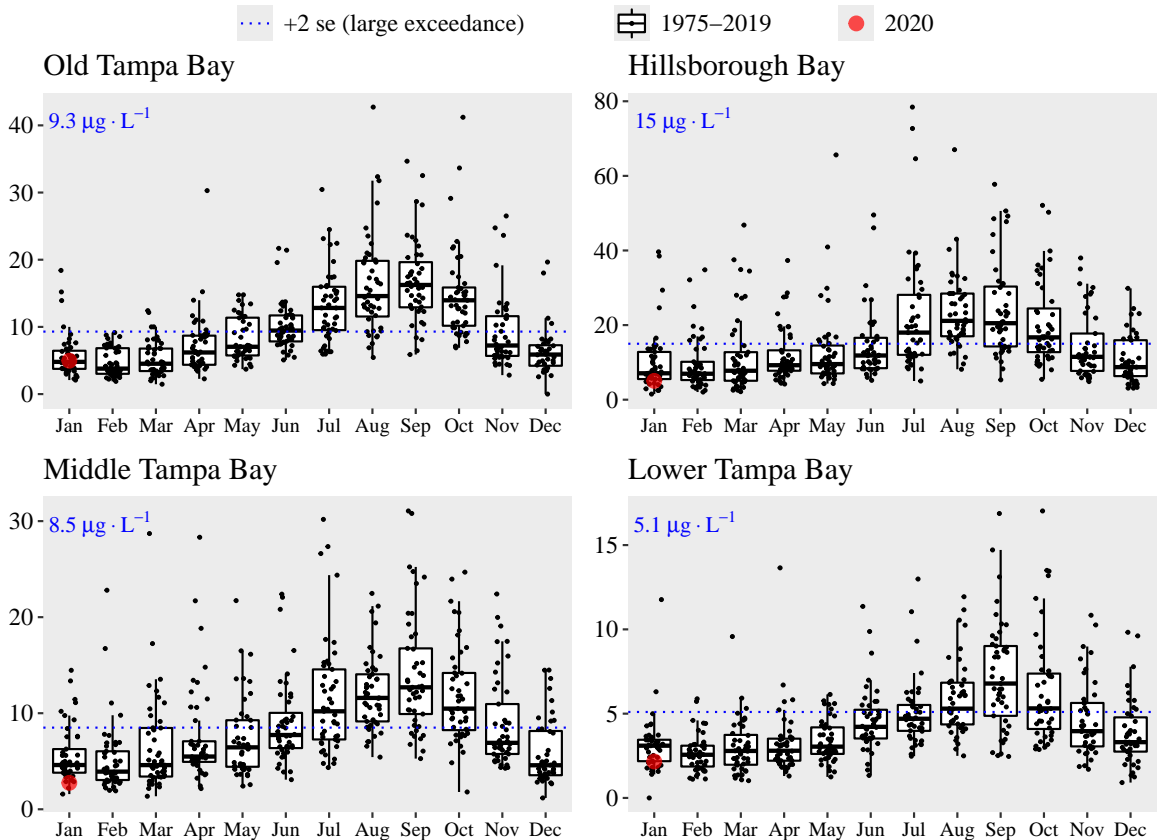 +2 se (large exceedance) 1975–2019 2020
Old Tampa Bay
9.3 μg · L⁻¹
40
30
20
10
0
Jan Feb Mar Apr May Jun Jul Aug Sep Oct Nov Dec
Hillsborough Bay
15 μg · L⁻¹
80
60
40
20
0
Jan Feb Mar Apr May Jun Jul Aug Sep Oct Nov Dec
Middle Tampa Bay
8.5 μg · L⁻¹
30
20
10
0
Jan Feb Mar Apr May Jun Jul Aug Sep Oct Nov Dec
Lower Tampa Bay
5.1 μg · L⁻¹
15
10
5
0
Jan Feb Mar Apr May Jun Jul Aug Sep Oct Nov Dec